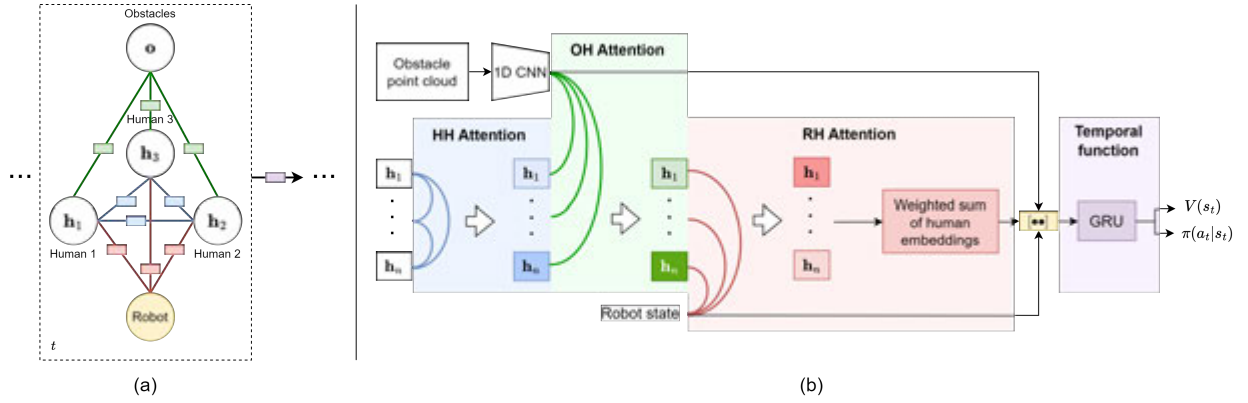 Obstacles
o
Human 3
h₃
...
h₁
h₂
...
Human 1
Human 2
Robot
t
(a)
Obstacle
point cloud
1D CNN
OH Attention
HH Attention
RH Attention
Temporal
function
h₁
h₁
h₁
h₁
hₙ
hₙ
hₙ
hₙ
Weighted sum
of human
embeddings
[●●]
GRU
V(sₜ)
π(aₜ|sₜ)
Robot state
(b)